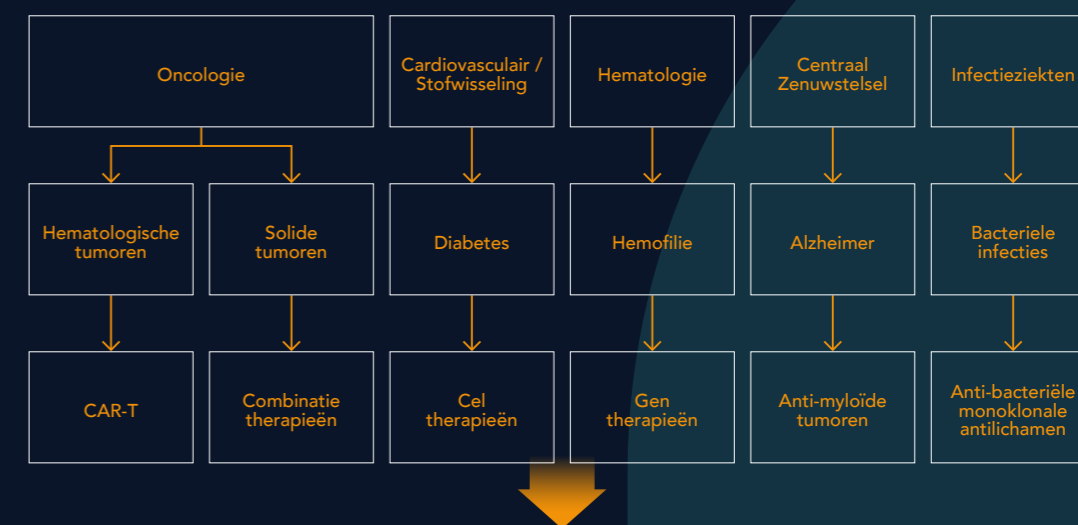 Oncologie
Cardiovasculair /
Stofwisseling
Hematologie
Centraal
Zenuwstelsel
Infectieziekten
Hematologische
tumoren
Solide
tumoren
Diabetes
Hemofilie
Alzheimer
Bacteriele
infecties
CAR-T
Combinatie
therapieën
Cel
therapieën
Gen
therapieën
Anti-myloïde
tumoren
Anti-bacteriële
monoklonale
antilichamen